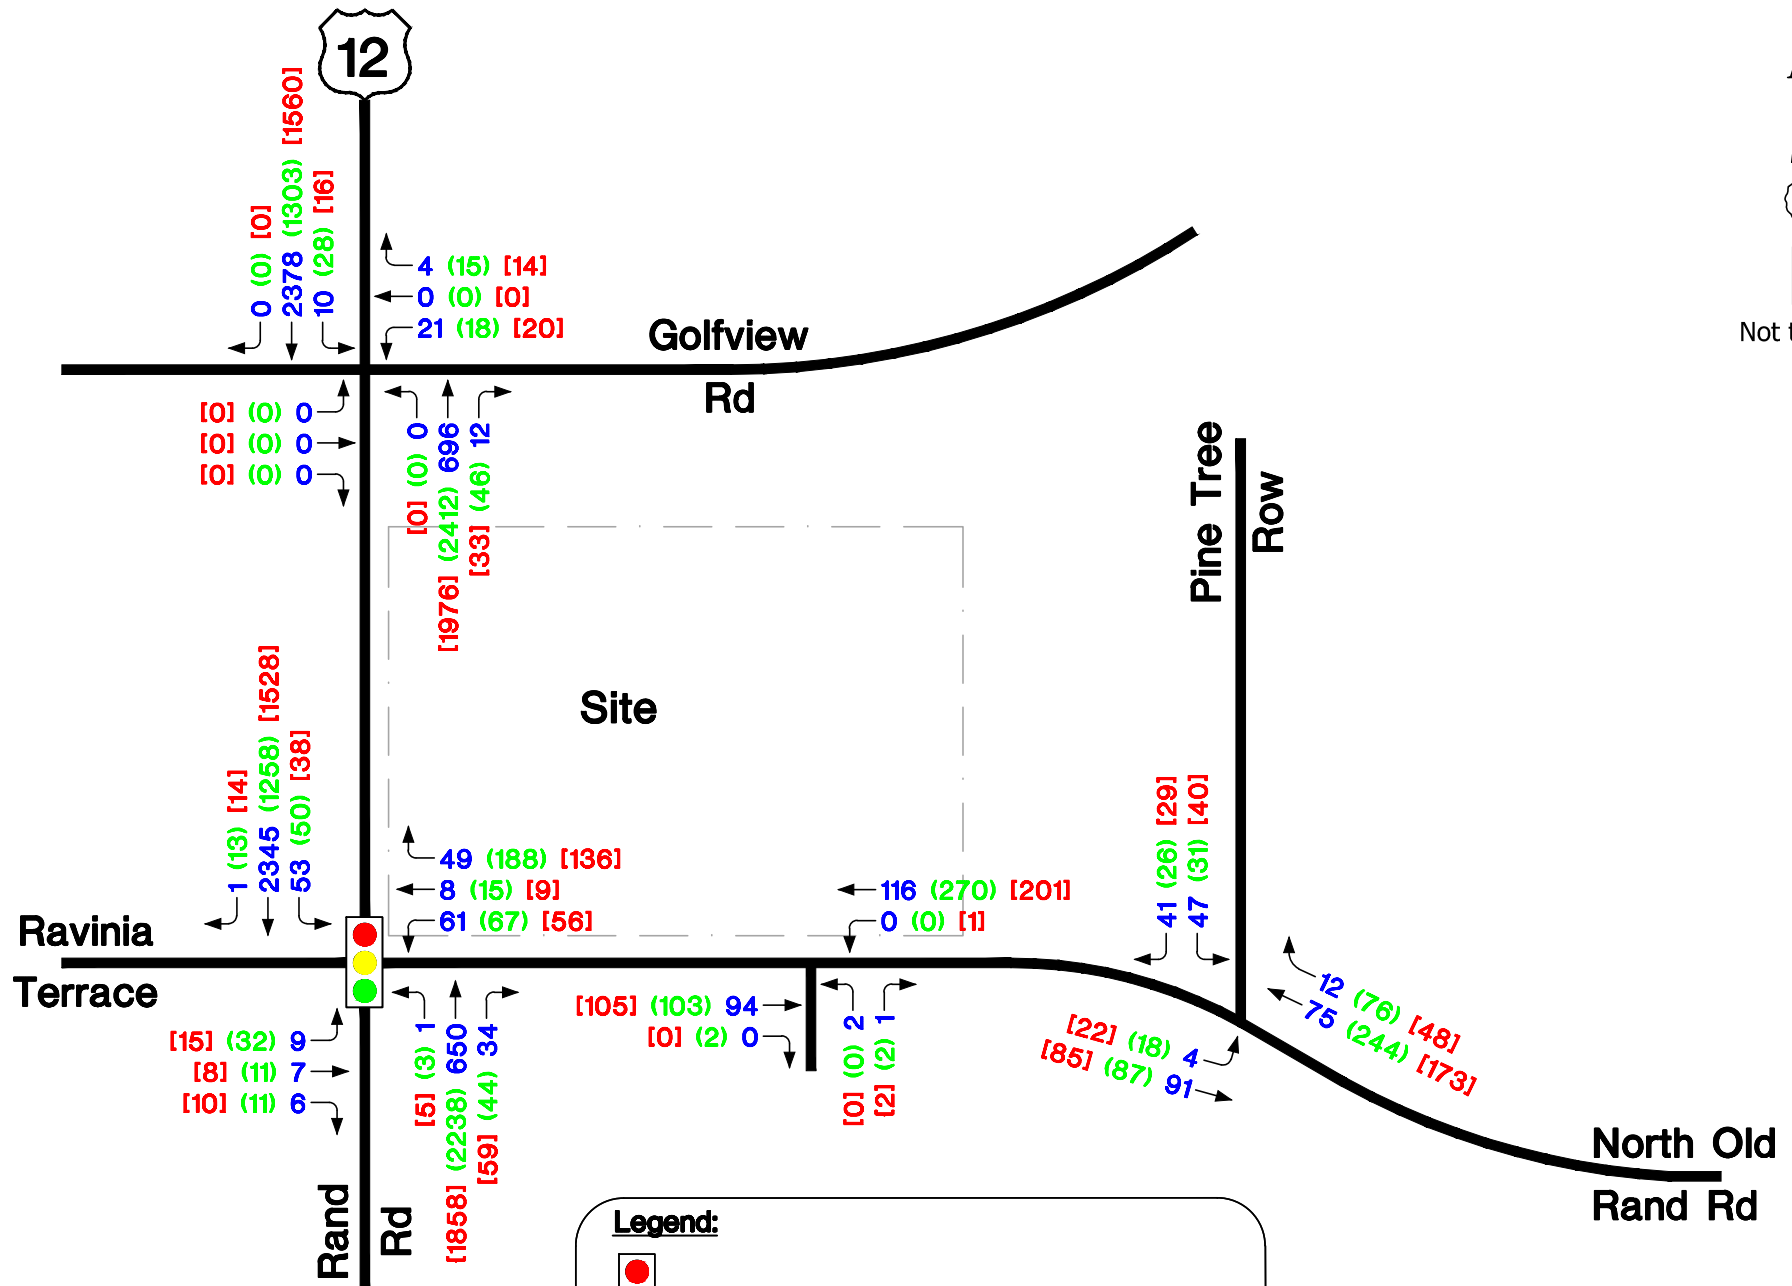 12
0 (0) [0]
2378 (1303) [1560]
10 (28) [16]
4 (15) [14]
0 (0) [0]
21 (18) [20]
Golfview
Rd
Not t
[0] (0) 0
[0] (0) 0
[0] (0) 0
[0] (0) 0
[1976] (2412) 696
[33] (46) 12
Pine Tree
Row
Site
1 (13) [14]
2345 (1258) [1528]
53 (50) [38]
49 (188) [136]
8 (15) [9]
61 (67) [56]
116 (270) [201]
0 (0) [1]
41 (26) [29]
47 (31) [40]
Ravinia
Terrace
12 (76) [48]
75 (244) [173]
[15] (32) 9
[8] (11) 7
[10] (11) 6
[5] (3) 1
[1858] (2238) 650
[59] (44) 34
[105] (103) 94
[0] (2) 0
[0] (0) 2
[2] (2) 1
[22] (18) 4
[85] (87) 91
North Old
Rand Rd
Rand
Rd
Legend: